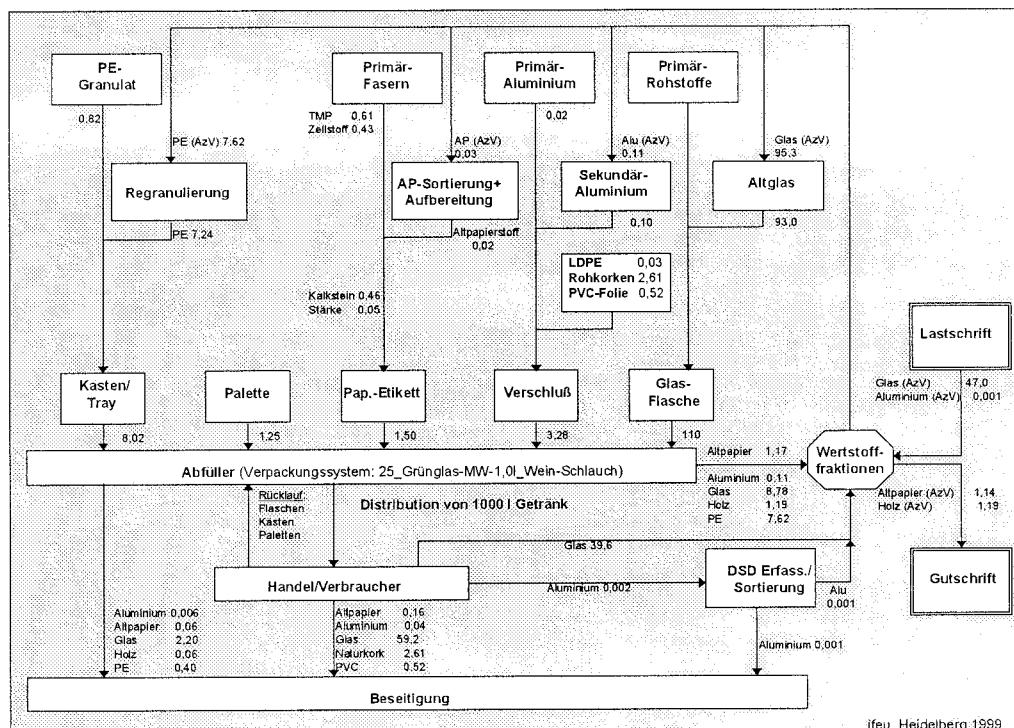 PE-
Granulat
Primär-
Fasern
Primär-
Aluminium
Primär-
Rohstoffe
0,82
TMP 0,61
Zellstoff 0,43
0,02
PE (AzV) 7,62
AP (AzV)
0,03
Alu (AzV)
0,11
Glas (AzV)
95,3
Regranulierung
AP-Sortierung+
Aufbereitung
Sekundär-
Aluminium
Altglas
PE 7,24
Altpapierstoff
0,02
0,10
93,0
LDPE 0,03
Rohkorken 2,61
PVC-Folie 0,52
Kalkstein 0,46
Stärke 0,05
Lastschrift
Kasten/
Tray
Palette
Pap.-Etikett
Verschluß
Glas-
Flasche
Glas (AzV) 47,0
Aluminium (AzV) 0,001
8,02
1,25
1,50
3,28
110
Abfüller (Verpackungssystem: 25_Grünglas-MW-1,0l_Wein-Schlauch)
Altpapier 1,17
Aluminium 0,11
Glas 8,78
Holz 1,19
PE 7,62
Wertstoff-
fraktionen
Altpapier (AzV) 1,14
Holz (AzV) 1,19
Rücklauf:
Flaschen
Kästen
Paletten
Distribution von 1000 l Getränk
Glas 39,6
Handel/Verbraucher
Aluminium 0,002
DSD Erfass./
Sortierung
Alu
0,001
Gutschrift
Aluminium 0,006
Altpapier 0,06
Glas 2,20
Holz 0,06
PE 0,40
Altpapier 0,16
Aluminium 0,04
Glas 59,2
Naturkork 2,61
PVC 0,52
Aluminium 0,001
Beseitigung
ifeu, Heidelberg 1999